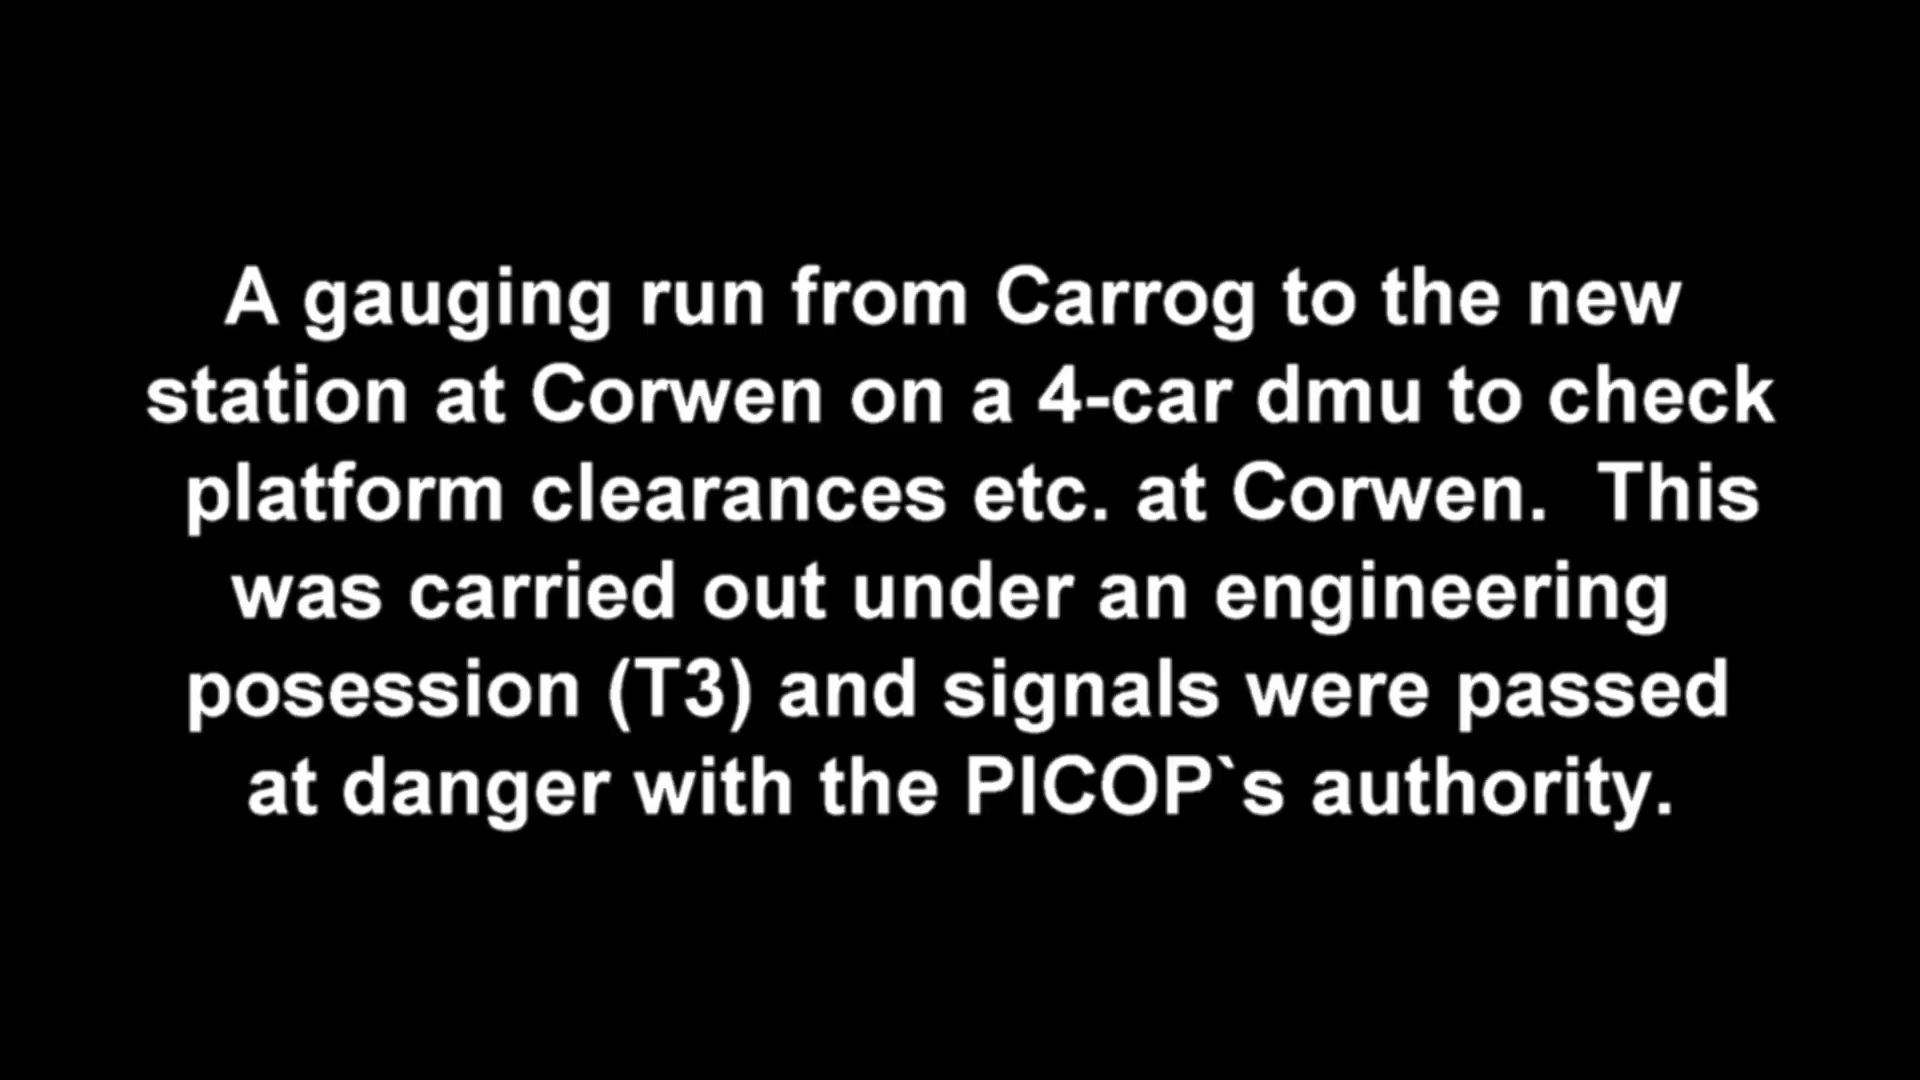 A gauging run from Carrog to the new
station at Corwen on a 4-car dmu to check
platform clearances etc. at Corwen.  This
was carried out under an engineering
posession (T3) and signals were passed
at danger with the PICOP`s authority.